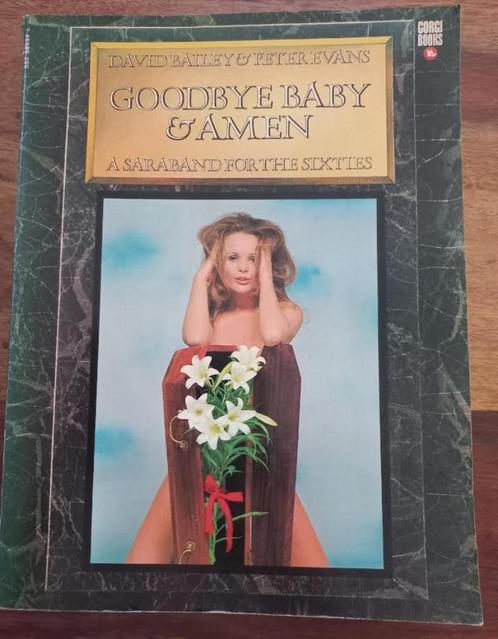 DAVID BAILEY & PETER EVANS
GOODBYE BABY
& AMEN
A SARABAND FOR THE SIXTIES
CORGI
BOOKS